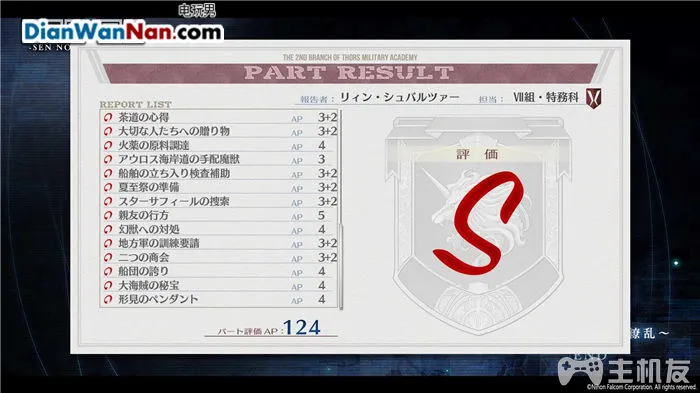 电玩男
DianWanNan.com
-SEN NO
THE 2ND BRANCH OF THORS MILITARY ACADEMY
PART RESULT
REPORT LIST
報告者： リィン・シュバルツァー 担当： Ⅶ組・特務科
茶道の心得 AP 3+2
大切な人たちへの贈り物 AP 3+2
火薬の原料調達 AP 4
アウロス海岸道の手配魔獣 AP 3
船舶の立ち入り検査補助 AP 3+2
夏至祭の準備 AP 3+2
スターサフィールの捜索 AP 3+2
親友の行方 AP 5
幻獣への対処 AP 4
地方軍の訓練要請 AP 3+2
二つの商会 AP 3+2
船団の誇り AP 4
大海賊の秘宝 AP 4
形見のペンダント AP 4
評価
S
パート評価AP： 124
繚乱～
END
主机友
©Nihon Falcom Corporation. All rights reserved.